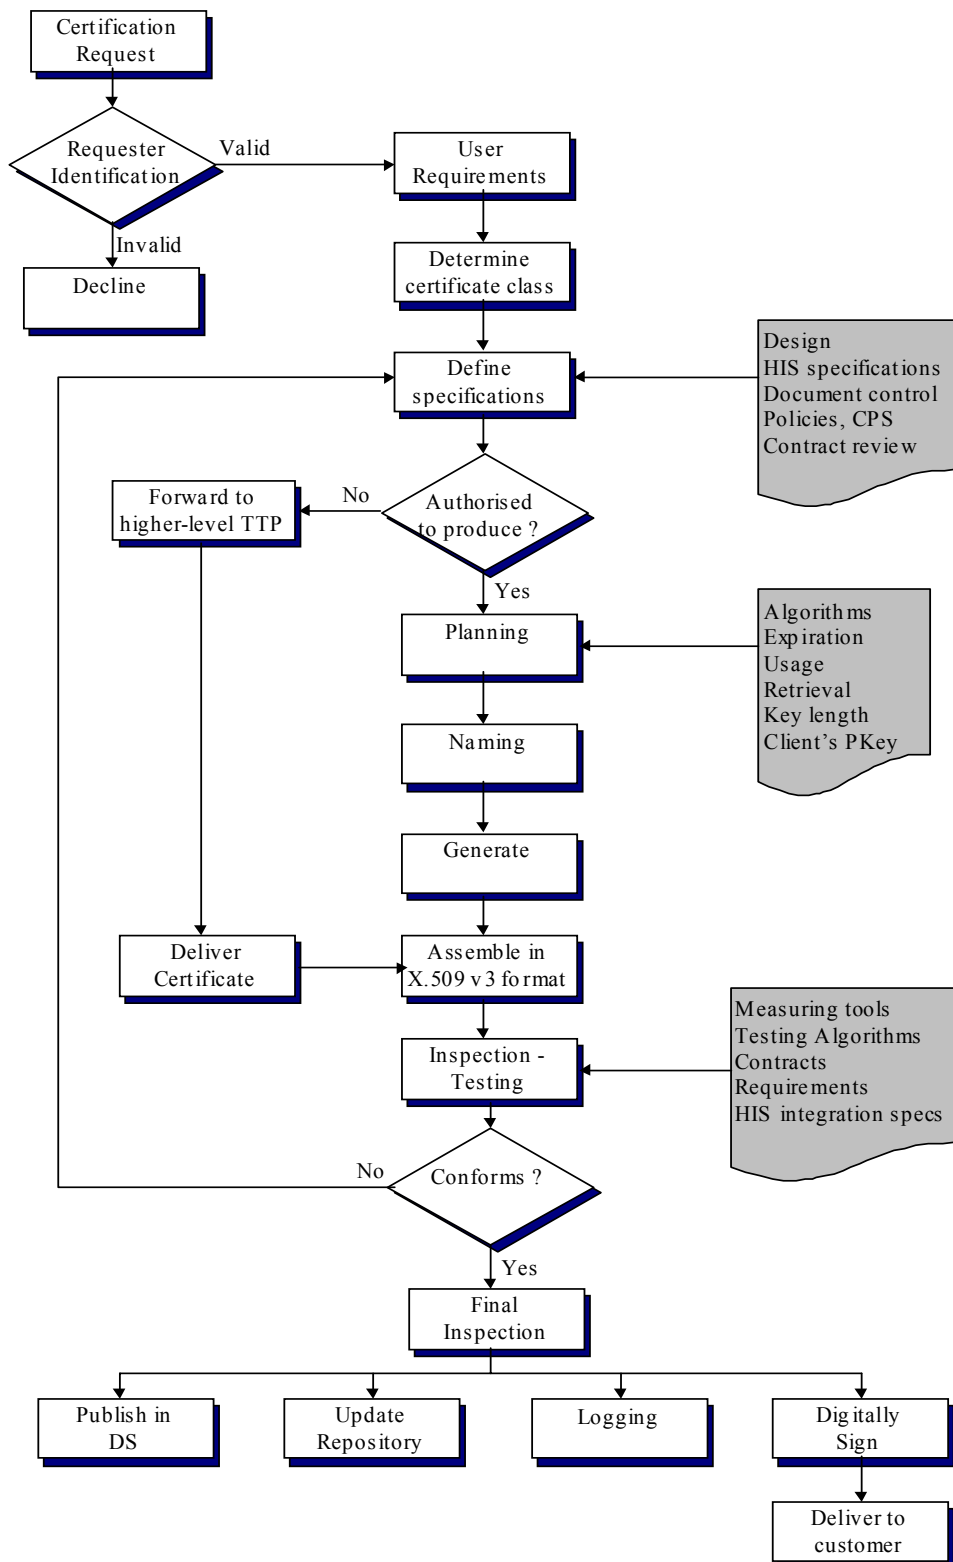 Certification
Request
Requester
Identification
Valid
User
Requirements
Invalid
Decline
Determine
certificate class
Define
specifications
Design
HIS specifications
Document control
Policies, CPS
Contract review
Forward to
higher-level TTP
No
Authorised
to produce ?
Yes
Planning
Algorithms
Expiration
Usage
Retrieval
Key length
Client's PKey
Naming
Generate
Deliver
Certificate
Assemble in
X.509 v3 format
Inspection -
Testing
Measuring tools
Testing Algorithms
Contracts
Requirements
HIS integration specs
No
Conforms ?
Yes
Final
Inspection
Publish in
DS
Update
Repository
Logging
Digitally
Sign
Deliver to
customer